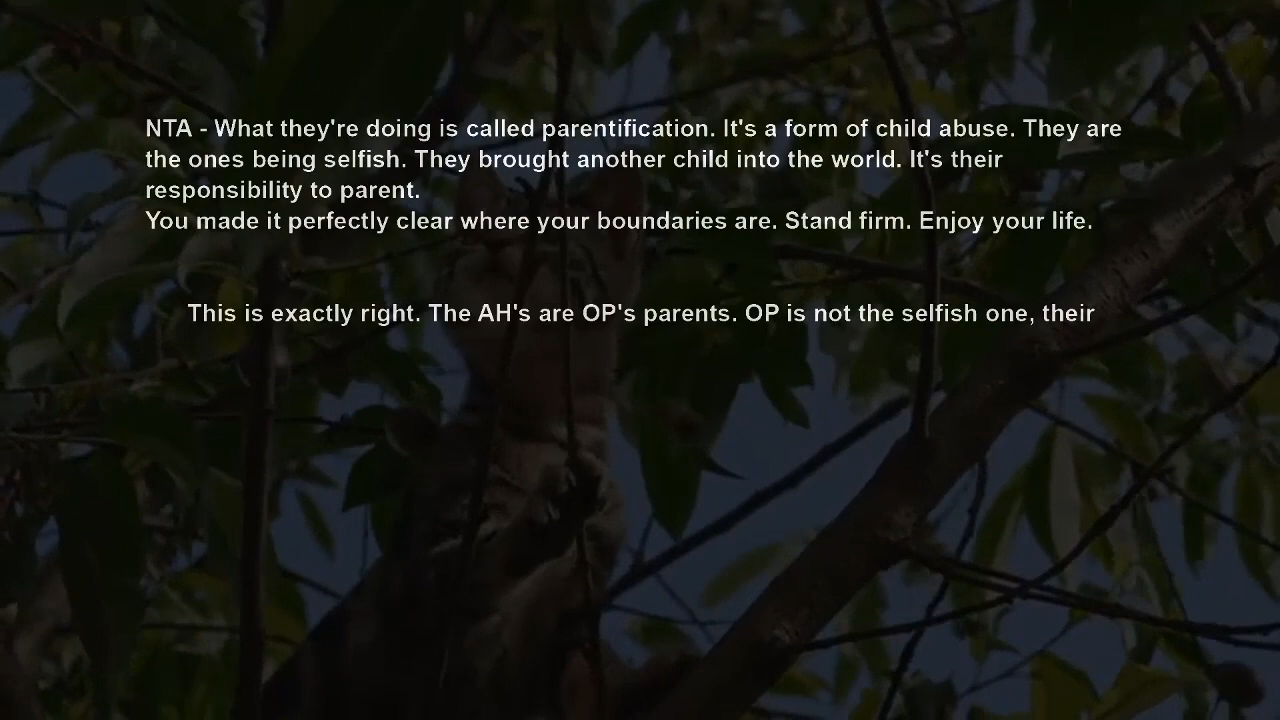 NTA - What they're doing is called parentification. It's a form of child abuse. They are
the ones being selfish. They brought another child into the world. It's their
responsibility to parent.
You made it perfectly clear where your boundaries are. Stand firm. Enjoy your life.
This is exactly right. The AH's are OP's parents. OP is not the selfish one, their